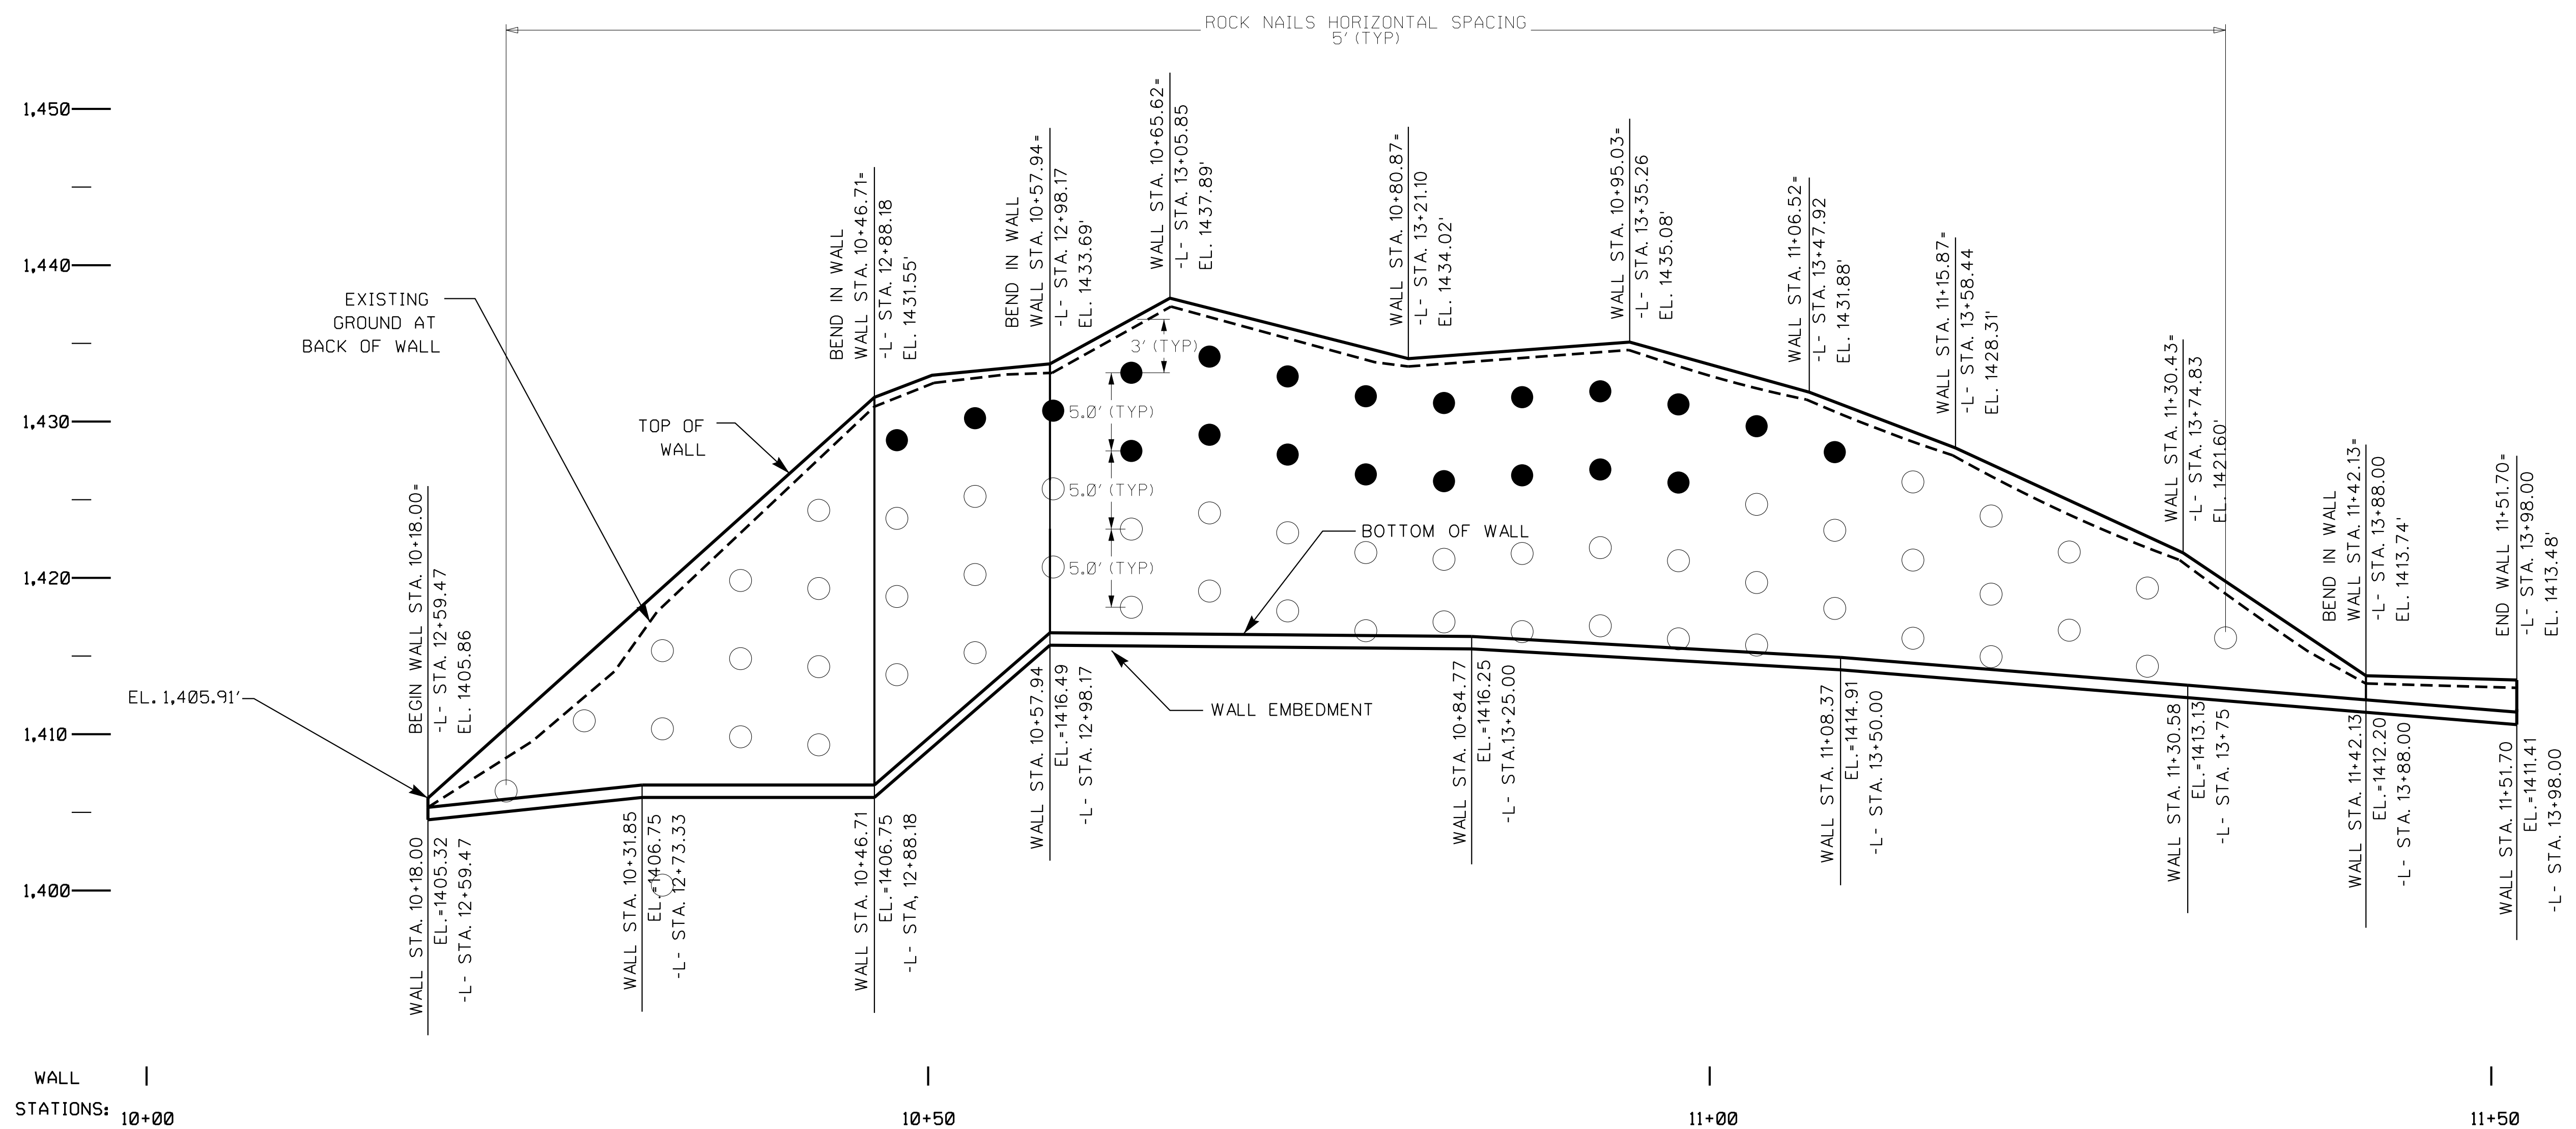 ROCK NAILS HORIZONTAL SPACING
5' (TYP)
1,450
1,440
1,430
1,420
1,410
1,400
EXISTING
GROUND AT
BACK OF WALL
TOP OF
WALL
EL. 1,405.91'
BEGIN WALL STA. 10+18.00=
-L- STA. 12+59.47
EL. 1405.86
BEND IN WALL
WALL STA. 10+46.71=
-L- STA. 12+88.18
EL. 1431.55'
BEND IN WALL
WALL STA. 10+57.94=
-L- STA. 12+98.17
EL. 1433.69'
WALL STA. 10+65.62=
-L- STA. 13+05.85
EL. 1437.89'
WALL STA. 10+80.87=
-L- STA. 13+21.10
EL. 1434.02'
WALL STA. 10+95.03=
-L- STA. 13+35.26
EL. 1435.08'
WALL STA. 11+06.52=
-L- STA. 13+47.92
EL. 1431.88'
WALL STA. 11+15.87=
-L- STA. 13+58.44
EL. 1428.31'
WALL STA. 11+30.43=
-L- STA. 13+74.83
EL. 1421.60'
BEND IN WALL
WALL STA. 11+42.13=
-L- STA. 13+88.00
EL. 1413.74'
END WALL 11+51.70=
-L- STA. 13+98.00
EL. 1413.48'
3' (TYP)
5.0' (TYP)
5.0' (TYP)
5.0' (TYP)
BOTTOM OF WALL
WALL EMBEDMENT
WALL STA. 10+18.00
EL.=1405.32
-L- STA. 12+59.47
WALL STA. 10+31.85
EL.=1406.75
-L- STA. 12+73.33
WALL STA. 10+46.71
EL.=1406.75
-L- STA, 12+88.18
WALL STA. 10+57.94
EL.=1416.49
-L- STA. 12+98.17
WALL STA. 10+84.77
EL.=1416.25
-L- STA.13+25.00
WALL STA. 11+08.37
EL.=1414.91
-L- STA. 13+50.00
WALL STA. 11+30.58
EL.=1413.13
-L- STA. 13+75
WALL STA. 11+42.13
EL.=1412.20
-L- STA. 13+88.00
WALL STA. 11+51.70
EL.=1411.41
-L- STA. 13+98.00
WALL
STATIONS:
10+00
10+50
11+00
11+50